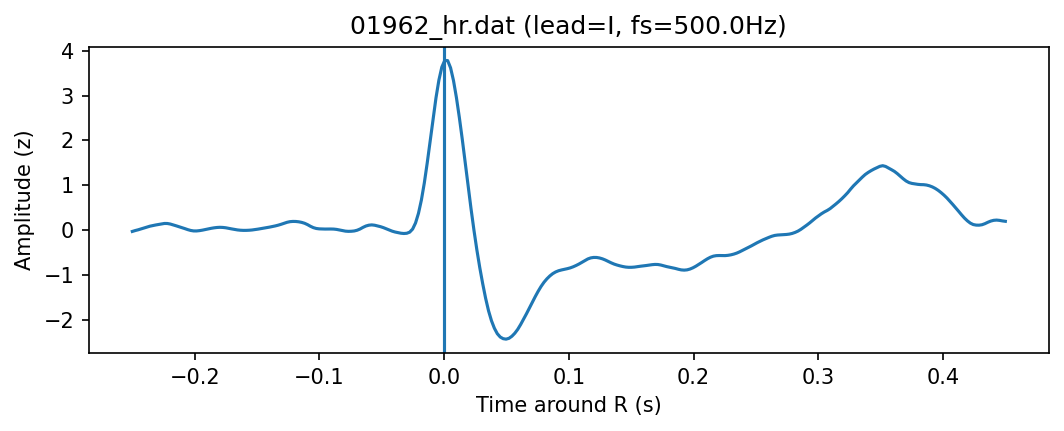 01962_hr.dat (lead=I, fs=500.0Hz)
Amplitude (z)
4
3
2
1
0
−1
−2
−0.2 −0.1 0.0 0.1 0.2 0.3 0.4
Time around R (s)